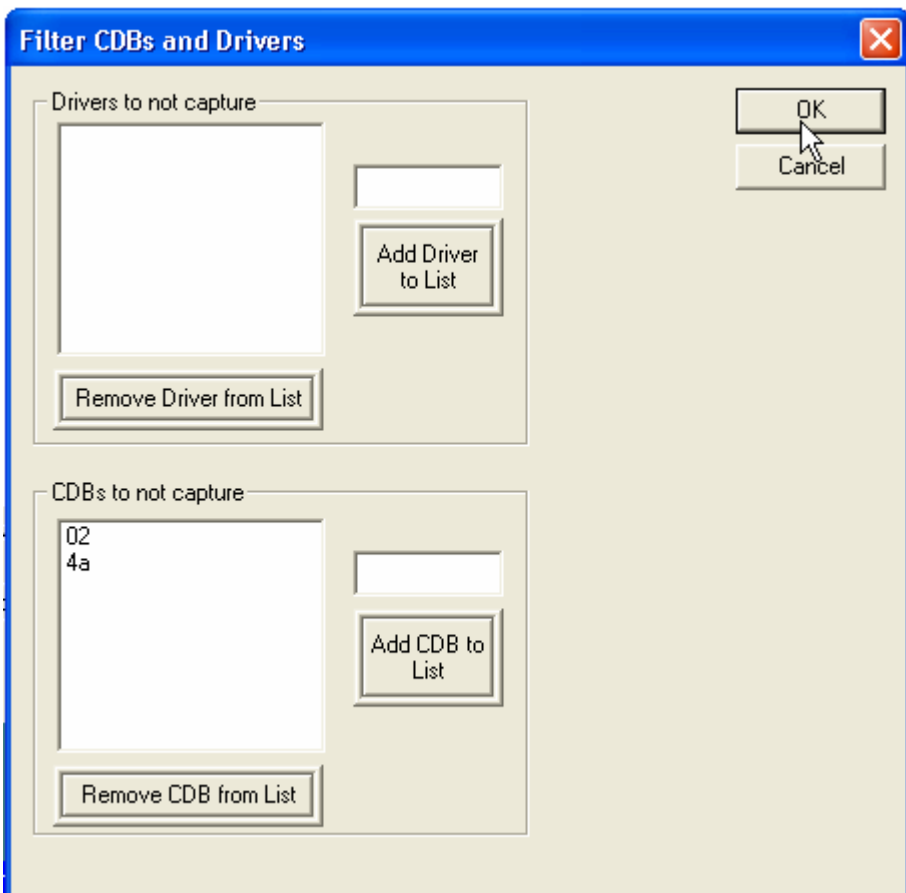 Filter CDBs and Drivers
Drivers to not capture
OK
Cancel
Add Driver
to List
Remove Driver from List
CDBs to not capture
02
4a
Add CDB to
List
Remove CDB from List